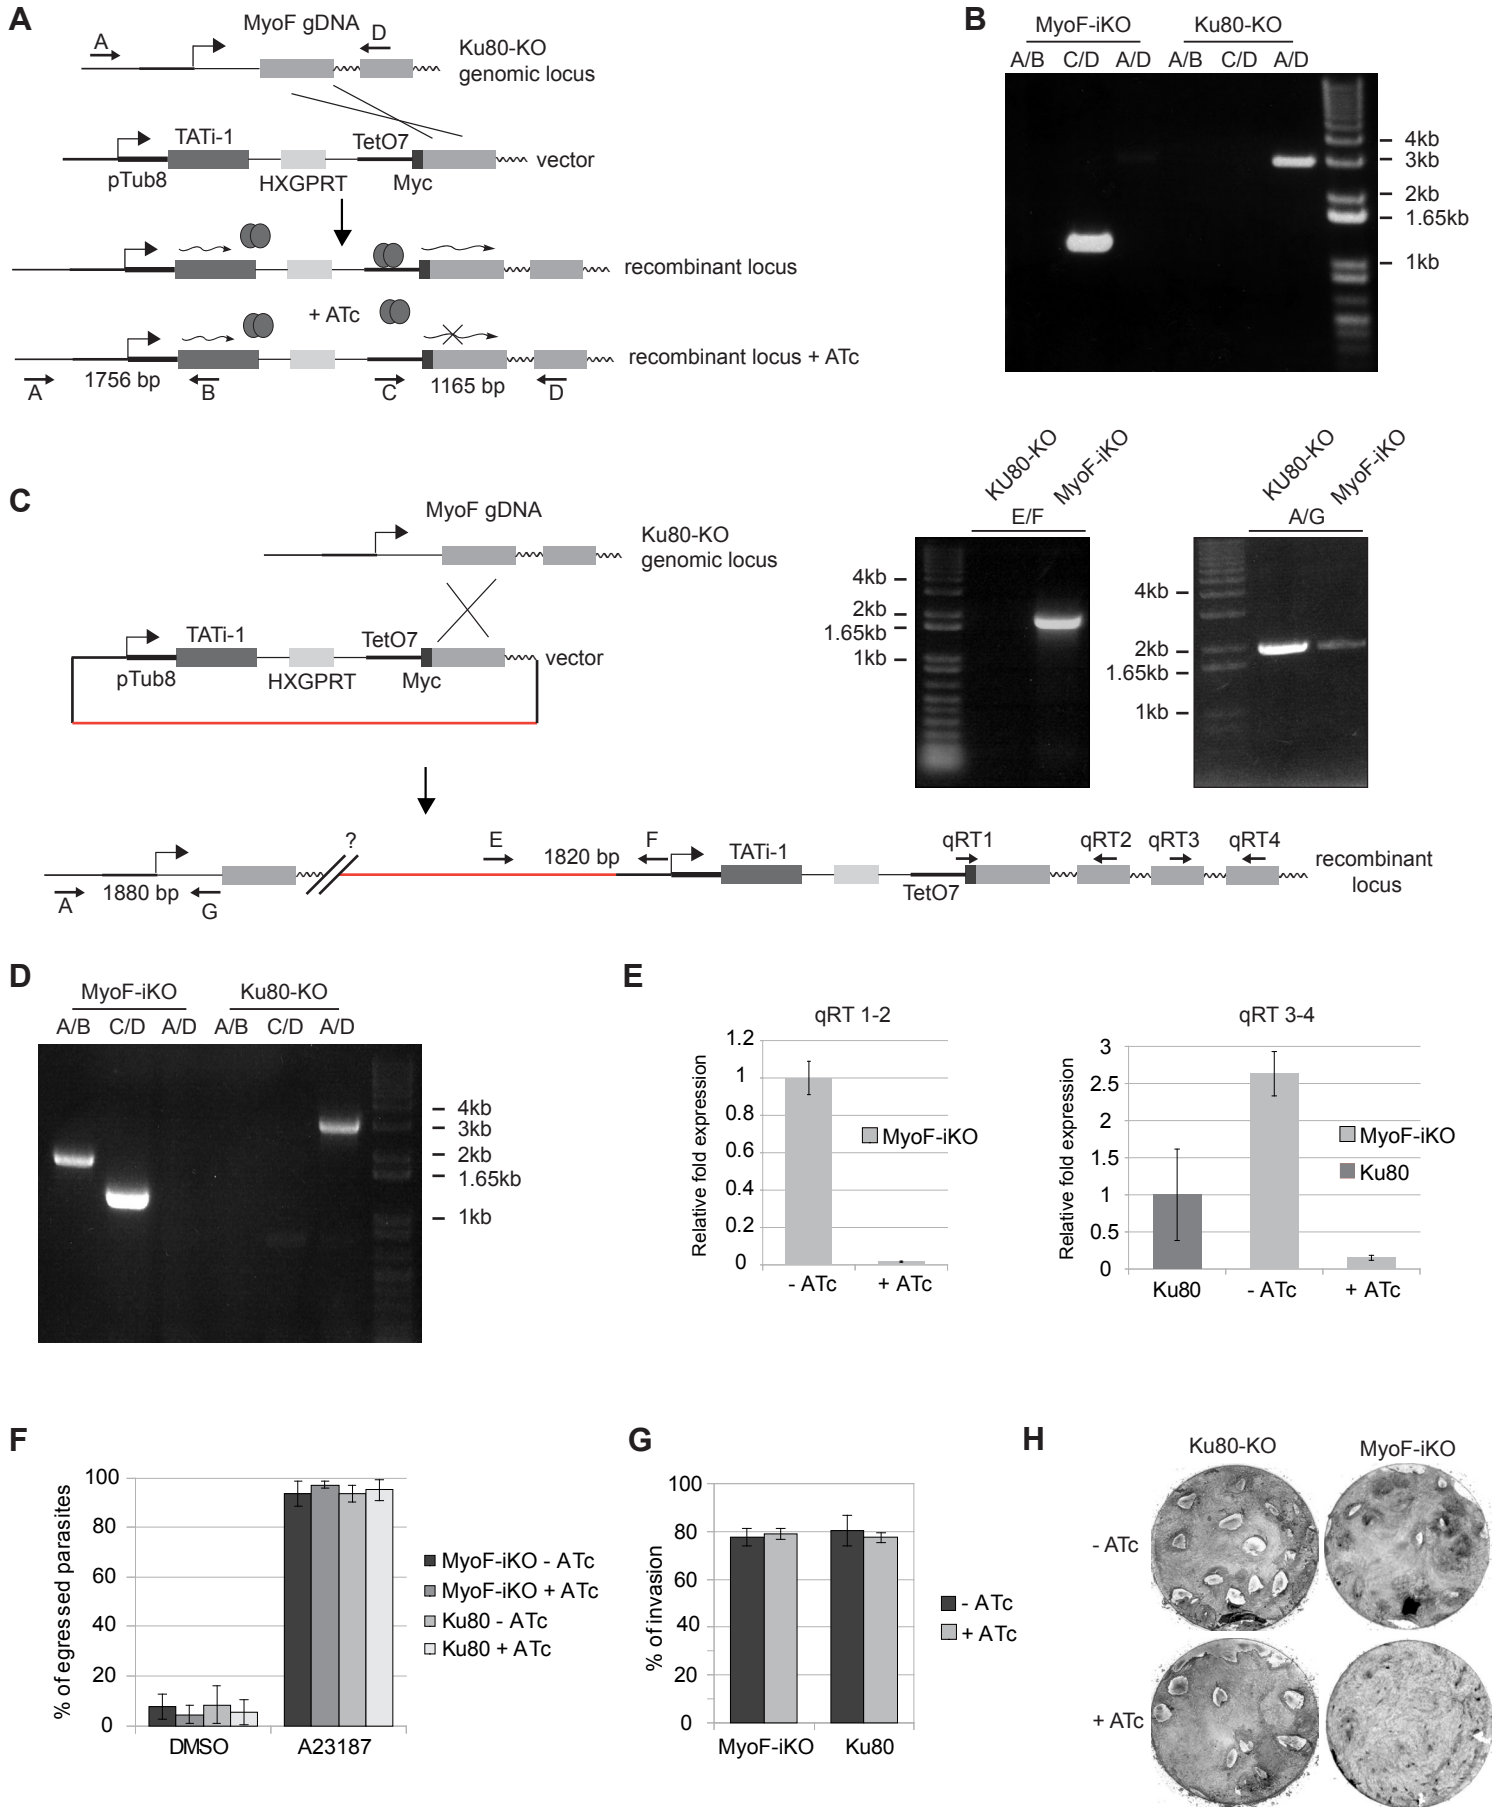 A
MyoF gDNA
A
D
Ku80-KO
genomic locus
TATi-1
TetO7
vector
pTub8
HXGPRT
Myc
recombinant locus
+ ATc
recombinant locus + ATc
1756 bp
1165 bp
A
B
C
D
B
MyoF-iKO
Ku80-KO
A/B
C/D
A/D
A/B
C/D
A/D
4kb
3kb
2kb
1.65kb
1kb
C
MyoF gDNA
Ku80-KO
genomic locus
TATi-1
TetO7
vector
pTub8
HXGPRT
Myc
KU80-KO
MyoF-iKO
E/F
4kb
2kb
1.65kb
1kb
KU80-KO
MyoF-iKO
A/G
4kb
2kb
1.65kb
1kb
?
E
1820 bp
F
TATi-1
qRT1
qRT2
qRT3
qRT4
recombinant
locus
A
1880 bp
G
TetO7
D
MyoF-iKO
Ku80-KO
A/B
C/D
A/D
A/B
C/D
A/D
4kb
3kb
2kb
1.65kb
1kb
E
qRT 1-2
Relative fold expression
1.2
1
0.8
0.6
0.4
0.2
0
- ATc
+ ATc
MyoF-iKO
qRT 3-4
Relative fold expression
3
2.5
2
1.5
1
0.5
0
Ku80
- ATc
+ ATc
MyoF-iKO
Ku80
F
% of egressed parasites
100
80
60
40
20
0
DMSO
A23187
MyoF-iKO - ATc
MyoF-iKO + ATc
Ku80 - ATc
Ku80 + ATc
G
% of invasion
100
80
60
40
20
0
MyoF-iKO
Ku80
- ATc
+ ATc
H
Ku80-KO
MyoF-iKO
- ATc
+ ATc